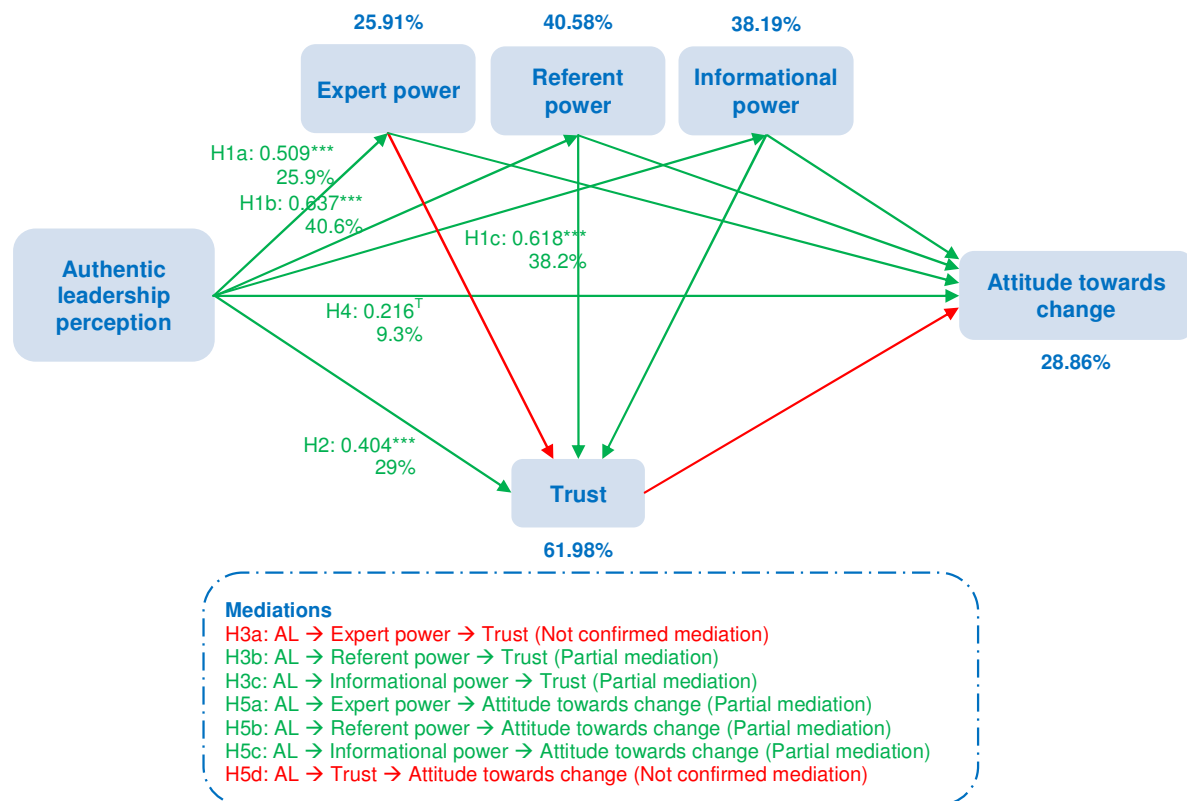 25.91%
40.58%
38.19%
Expert power
Referent
power
Informational
power
H1a: 0.509***
25.9%
H1b: 0.637***
40.6%
H1c: 0.618***
38.2%
Authentic
leadership
perception
Attitude towards
change
H4: 0.216ᵀ
9.3%
28.86%
H2: 0.404***
29%
Trust
61.98%
Mediations
H3a: AL → Expert power → Trust (Not confirmed mediation)
H3b: AL → Referent power → Trust (Partial mediation)
H3c: AL → Informational power → Trust (Partial mediation)
H5a: AL → Expert power → Attitude towards change (Partial mediation)
H5b: AL → Referent power → Attitude towards change (Partial mediation)
H5c: AL → Informational power → Attitude towards change (Partial mediation)
H5d: AL → Trust → Attitude towards change (Not confirmed mediation)